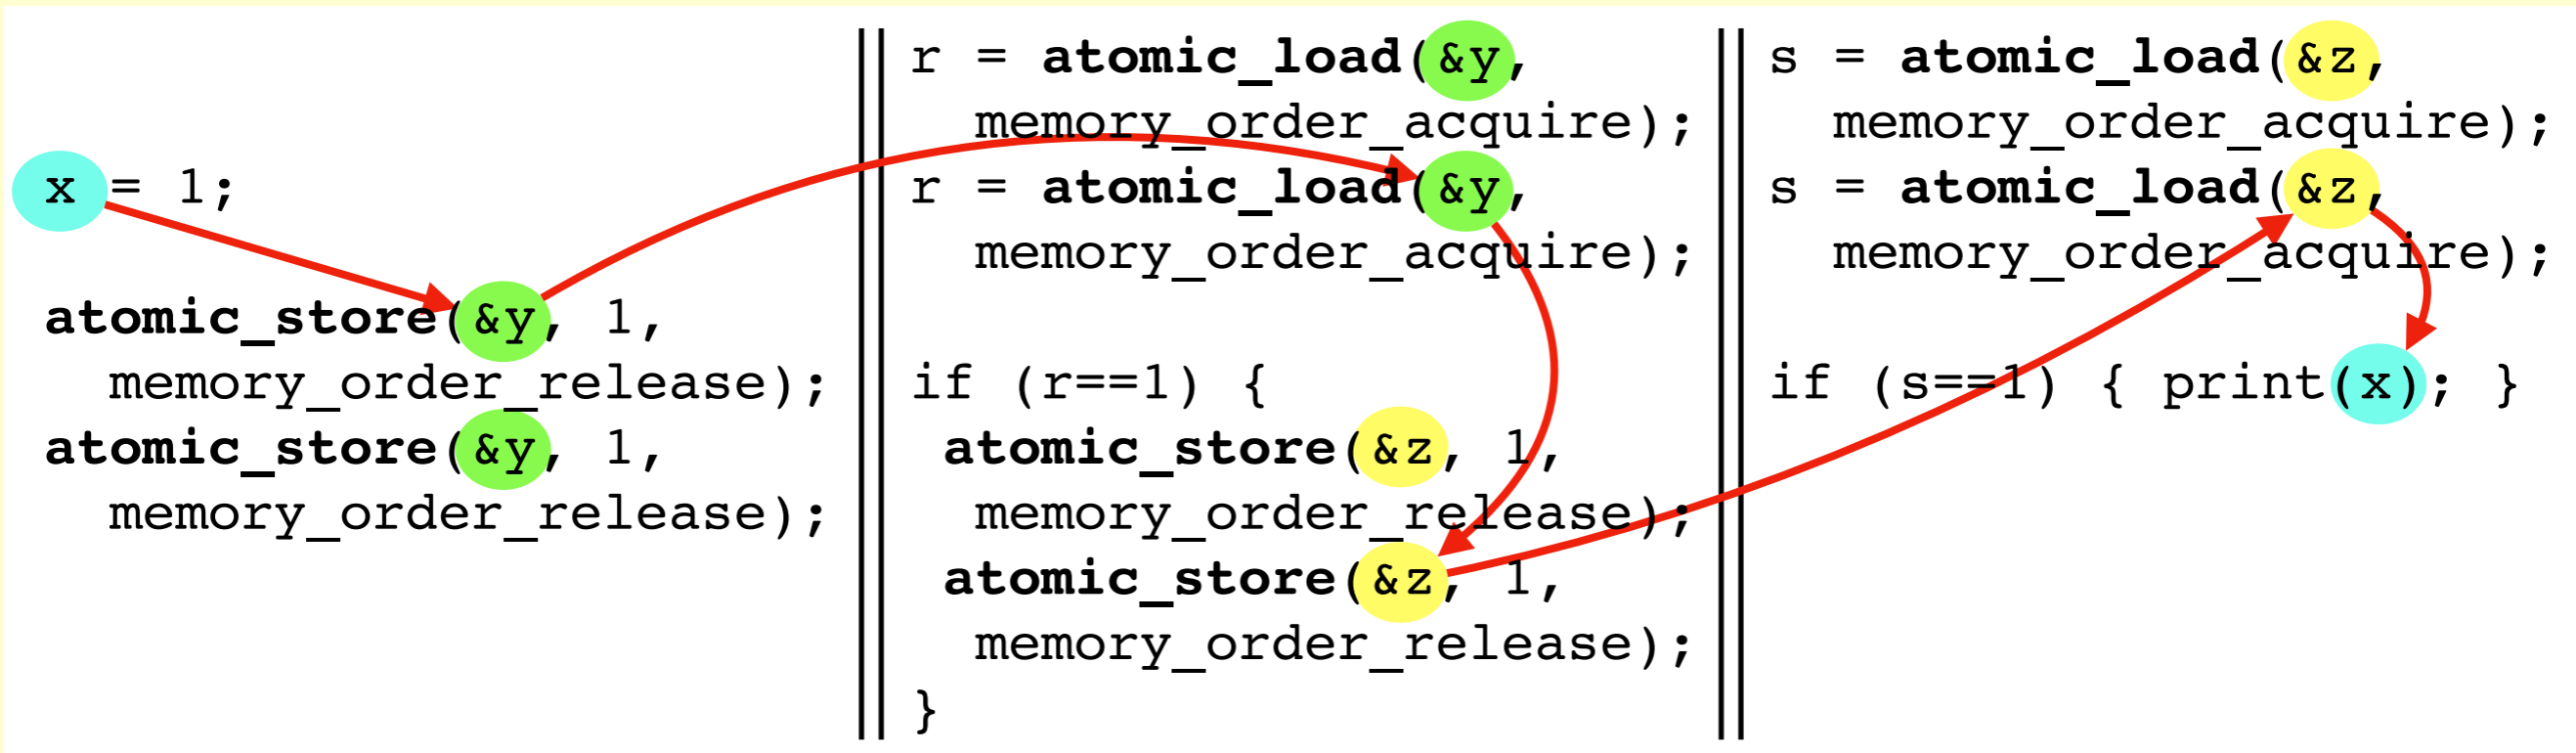 x = 1;
atomic_store(&y, 1,
  memory_order_release);
atomic_store(&y, 1,
  memory_order_release);
r = atomic_load(&y,
  memory_order_acquire);
r = atomic_load(&y,
  memory_order_acquire);
if (r==1) {
 atomic_store(&z, 1,
  memory_order_release);
 atomic_store(&z, 1,
  memory_order_release);
}
s = atomic_load(&z,
  memory_order_acquire);
s = atomic_load(&z,
  memory_order_acquire);
if (s==1) { print(x); }